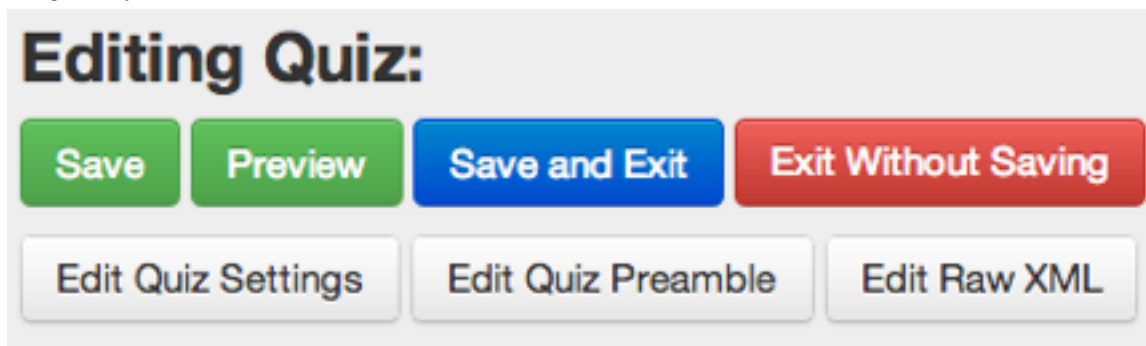 Editing Quiz:
Save Preview Save and Exit Exit Without Saving
Edit Quiz Settings Edit Quiz Preamble Edit Raw XML